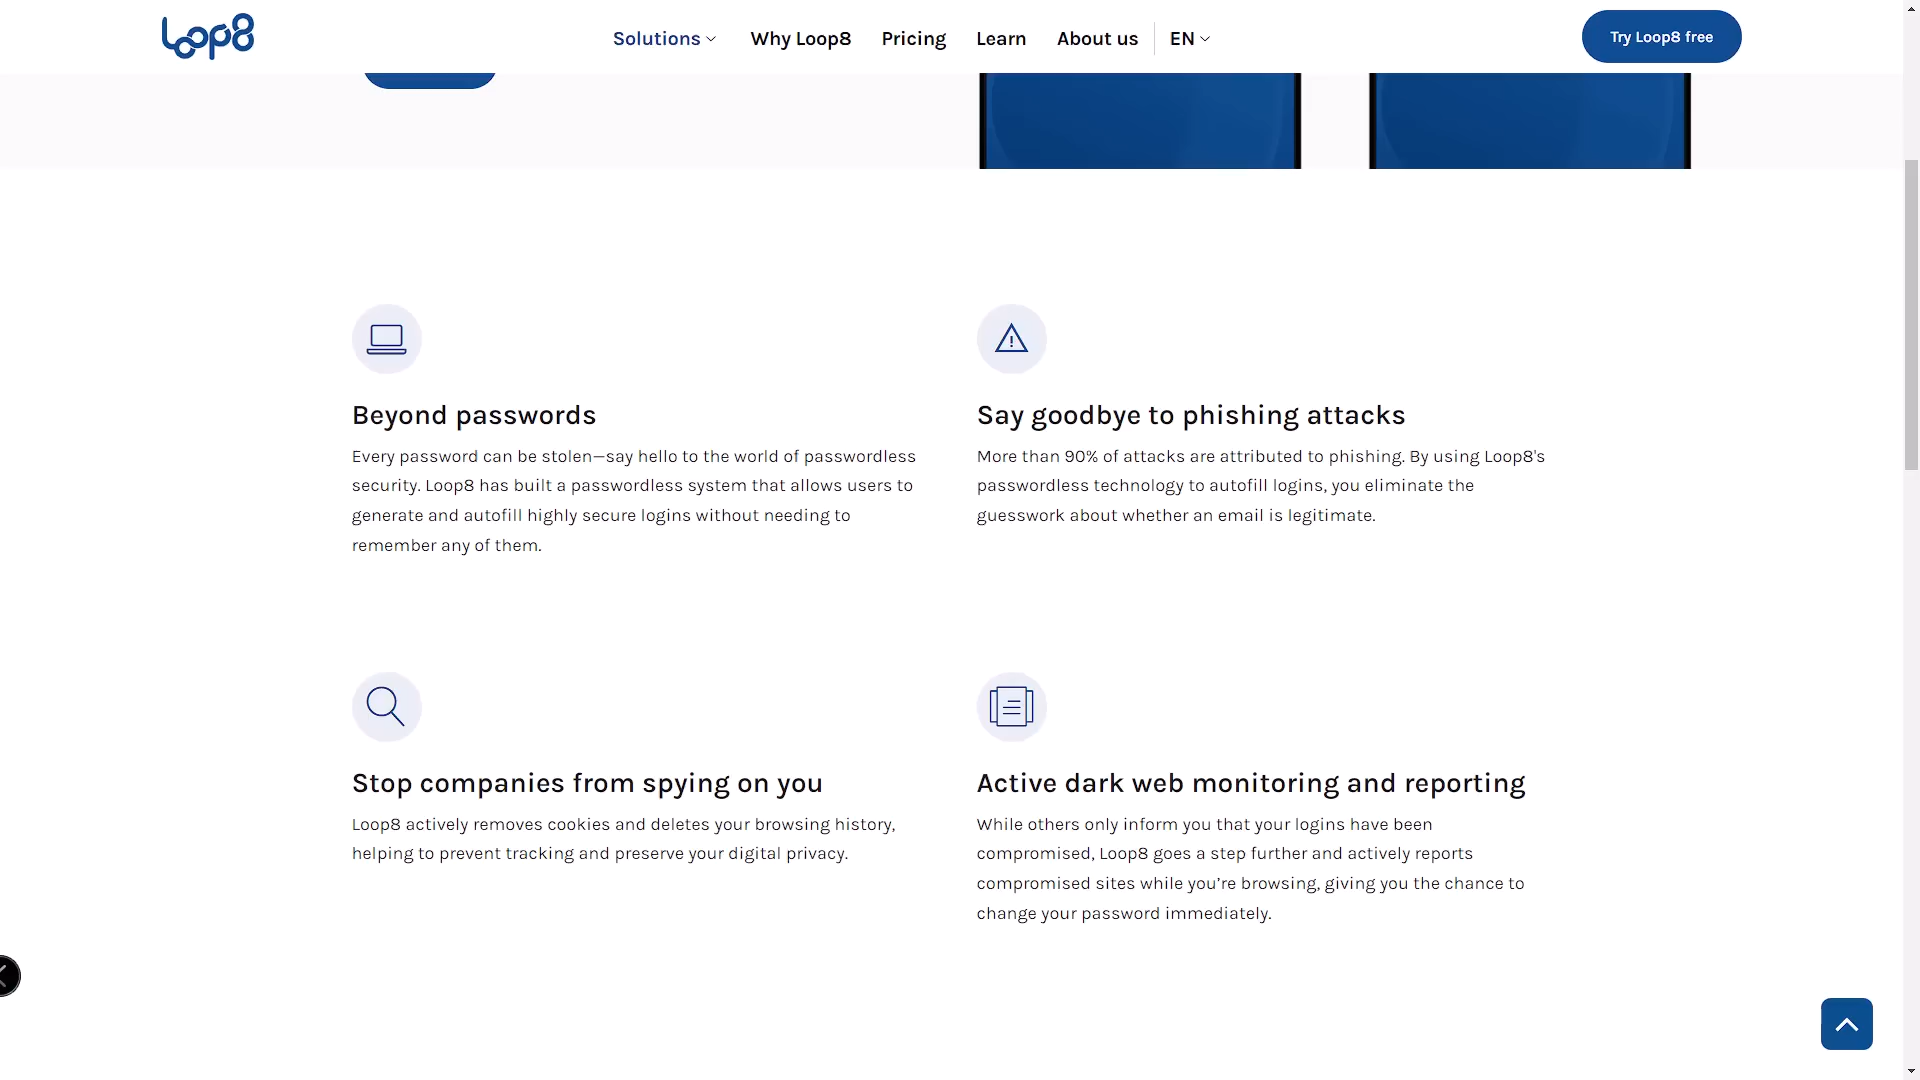 Loop8
Solutions
Why Loop8
Pricing
Learn
About us
EN
Try Loop8 free
Beyond passwords
Every password can be stolen—say hello to the world of passwordless
security. Loop8 has built a passwordless system that allows users to
generate and autofill highly secure logins without needing to
remember any of them.
Say goodbye to phishing attacks
More than 90% of attacks are attributed to phishing. By using Loop8's
passwordless technology to autofill logins, you eliminate the
guesswork about whether an email is legitimate.
Stop companies from spying on you
Loop8 actively removes cookies and deletes your browsing history,
helping to prevent tracking and preserve your digital privacy.
Active dark web monitoring and reporting
While others only inform you that your logins have been
compromised, Loop8 goes a step further and actively reports
compromised sites while you’re browsing, giving you the chance to
change your password immediately.